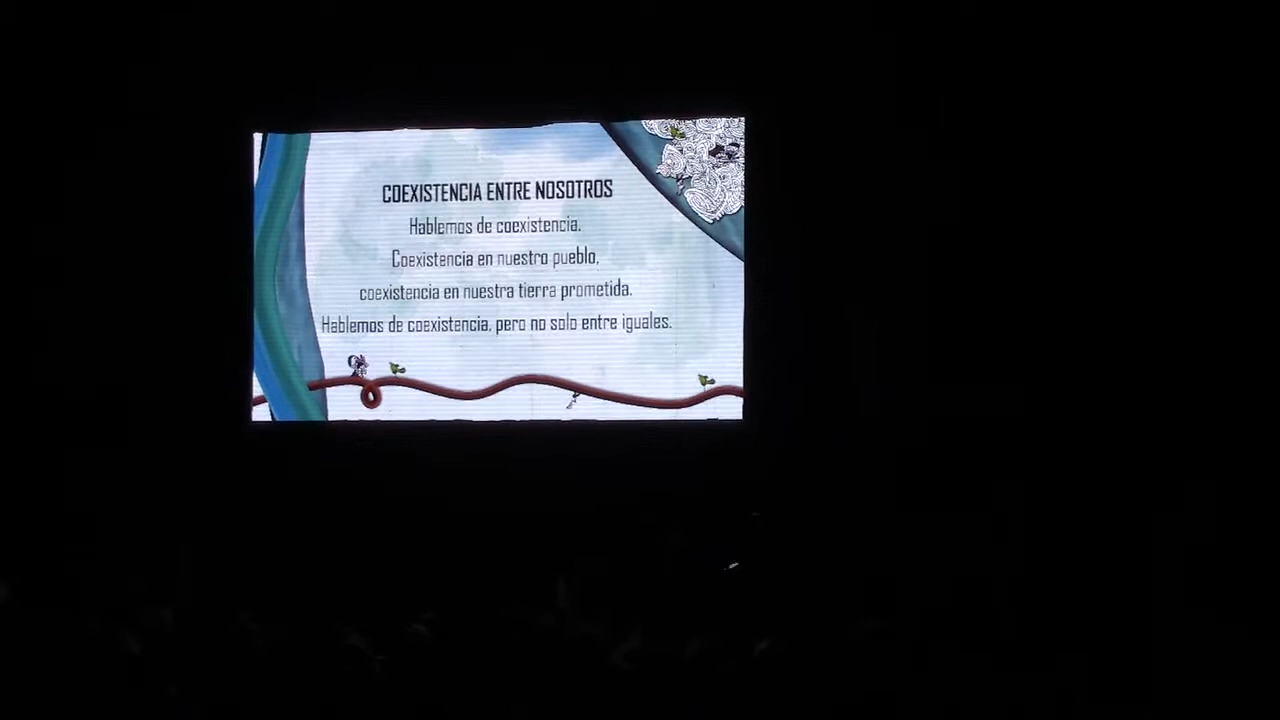 COEXISTENCIA ENTRE NOSOTROS
Hablemos de coexistencia.
Coexistencia en nuestro pueblo,
coexistencia en nuestra tierra prometida.
Hablemos de coexistencia, pero no solo entre iguales.